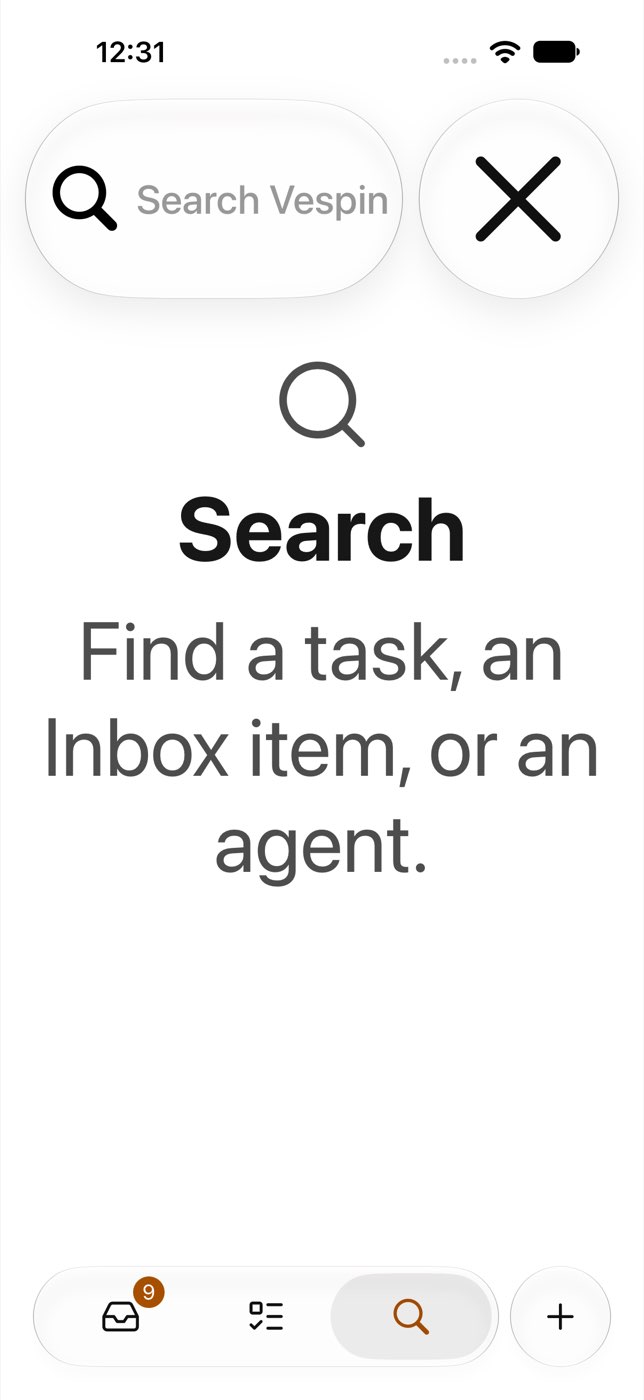 12:31
Search Vespin
Search
Find a task, an
Inbox item, or an
agent.
9